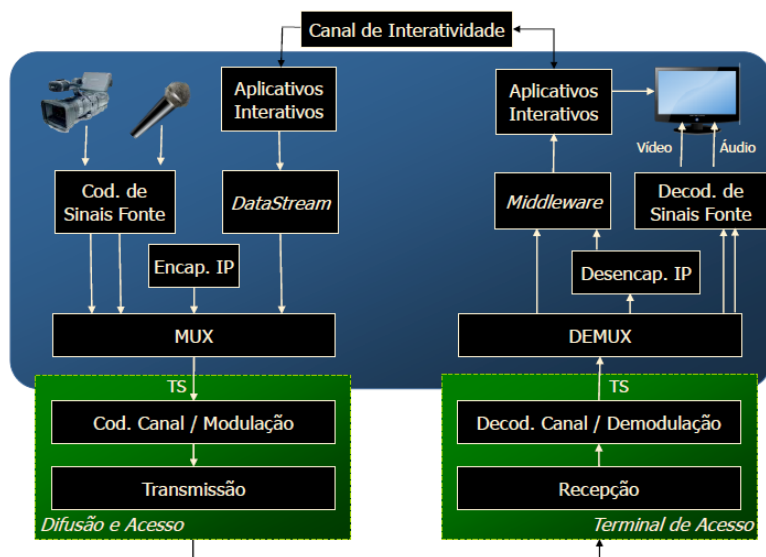 Canal de Interatividade
Aplicativos
Interativos
Aplicativos
Interativos
Vídeo
Áudio
Cod. de
Sinais Fonte
DataStream
Middleware
Decod. de
Sinais Fonte
Encap. IP
Desencap. IP
MUX
DEMUX
TS
TS
Cod. Canal / Modulação
Decod. Canal / Demodulação
Transmissão
Recepção
Difusão e Acesso
Terminal de Acesso